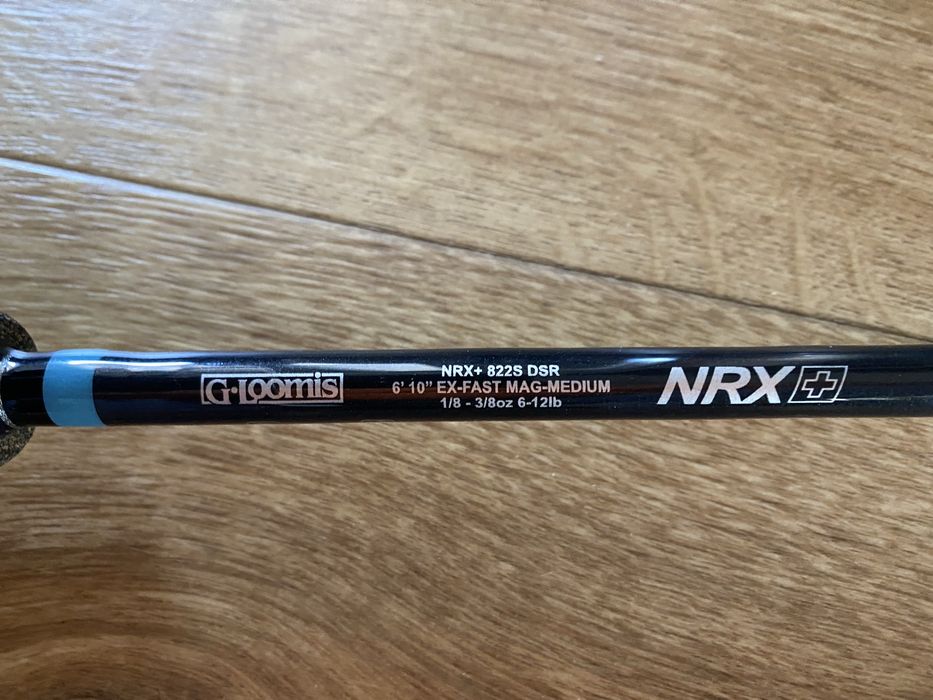 G·Loomis
NRX+ 822S DSR
6' 10" EX-FAST MAG-MEDIUM
1/8 - 3/8oz 6-12lb
NRX+